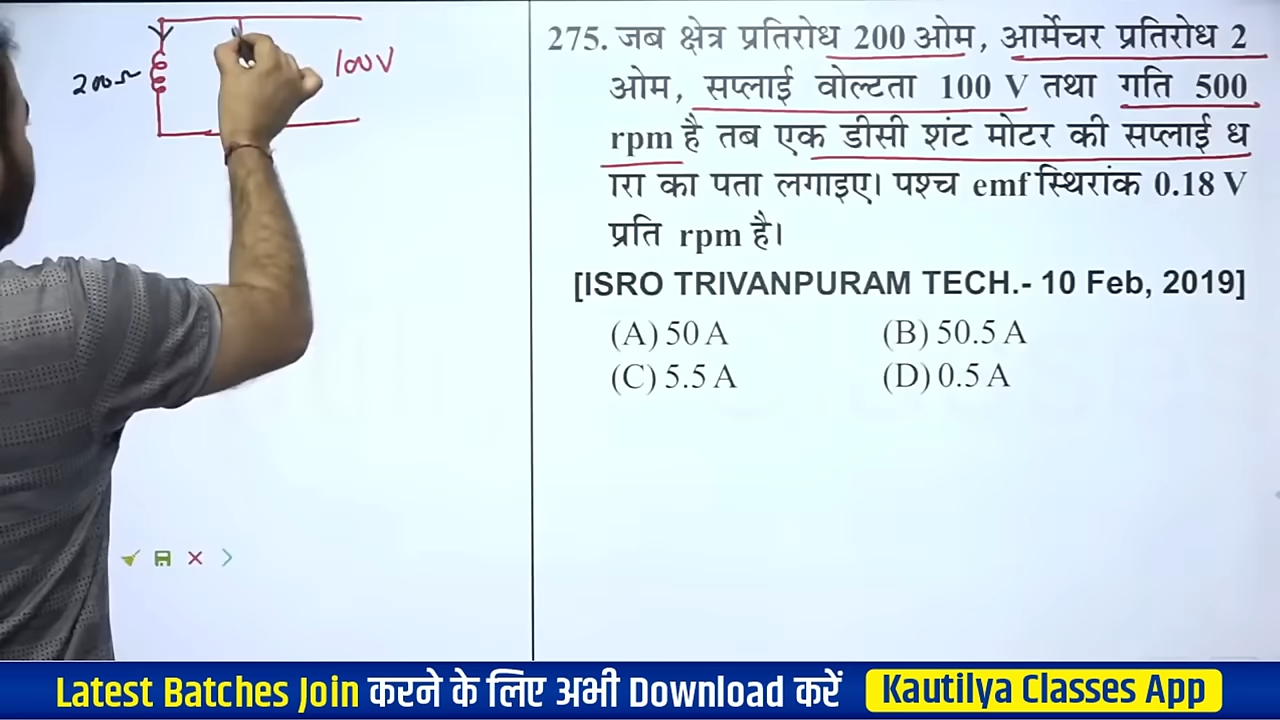 200Ω
100V
275. जब क्षेत्र प्रतिरोध 200 ओम, आर्मेचर प्रतिरोध 2
ओम, सप्लाई वोल्टता 100 V तथा गति 500
rpm है तब एक डीसी शंट मोटर की सप्लाई ध
ारा का पता लगाइए। पश्च emf स्थिरांक 0.18 V
प्रति rpm है।
[ISRO TRIVANPURAM TECH.- 10 Feb, 2019]
(A) 50 A (B) 50.5 A
(C) 5.5 A (D) 0.5 A
Latest Batches Join करने के लिए अभी Download करें Kautilya Classes App